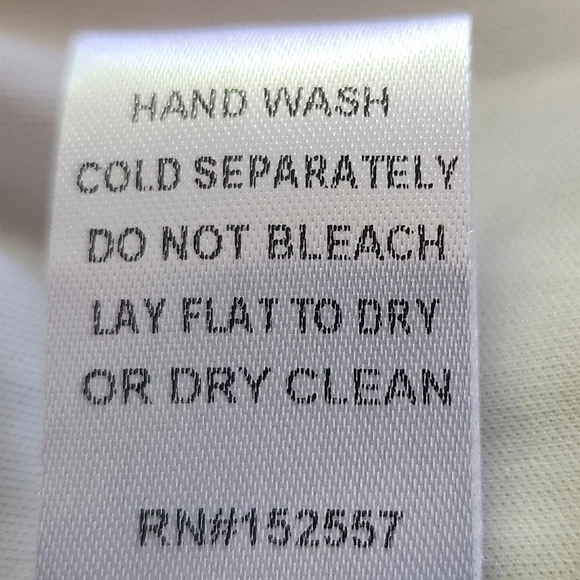 HAND WASH
COLD SEPARATELY
DO NOT BLEACH
LAY FLAT TO DRY
OR DRY CLEAN
RN#152557